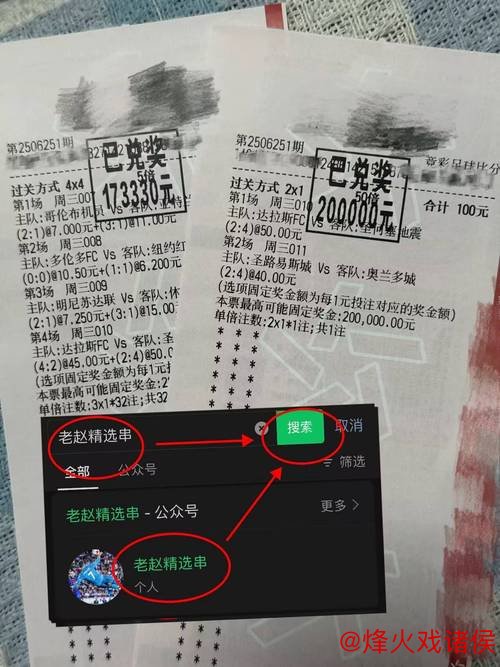 第2506251期
已兑奖
5倍
173330元
过关方式 4x4
第1场 周三007
主队:哥伦布机员 Vs 客队:亚特兰
(2:1)@7.000元+(3:1)@11.00元
第2场 周三008
主队:多伦多FC Vs 客队:纽约红
(0:0)@10.50元+(1:1)@6.200元
第3场 周三009
主队:明尼苏达联 Vs 客队:休
(2:1)@7.250元+(3:1)@15.00
第4场 周三010
主队:达拉斯FC Vs 客队:圣
(4:2)@45.00元+(2:4)@50.0
(选项固定奖金额为每1元投
本票最高可能固定奖金:2
单倍注数:3x1*32注;共32
第2506251期
竞彩足球比分
已兑奖
50倍
200000元
过关方式 2x1
合计 100元
第1场 周三010
主队:达拉斯FC Vs 客队:圣何塞地震
(2:4)@50.00元
第2场 周三011
主队:圣路易斯城 Vs 客队:奥兰多城
(2:4)@40.00元
(选项固定奖金额为每1元投注对应的奖金额)
本票最高可能固定奖金:200,000.00元
单倍注数:2x1*1注;共1注
老赵精选串
搜索
取消
全部
公众号
筛选
老赵精选串 - 公众号
更多 >
老赵精选串
个人
@烽火戏诸侯